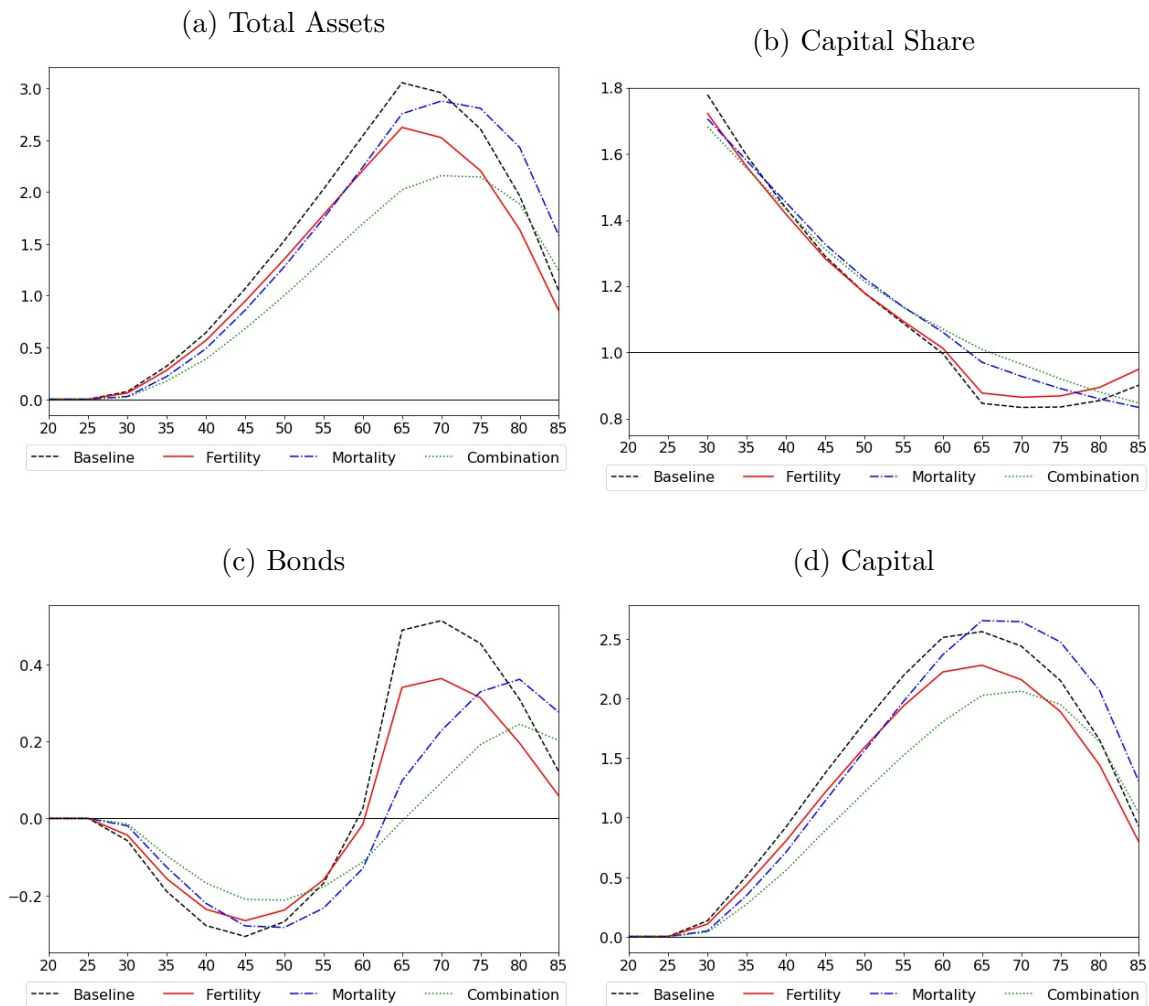 (a) Total Assets
3.0
2.5
2.0
1.5
1.0
0.5
0.0
20 25 30 35 40 45 50 55 60 65 70 75 80 85
Baseline Fertility Mortality Combination
(b) Capital Share
1.8
1.6
1.4
1.2
1.0
0.8
20 25 30 35 40 45 50 55 60 65 70 75 80 85
Baseline Fertility Mortality Combination
(c) Bonds
0.4
0.2
0.0
−0.2
20 25 30 35 40 45 50 55 60 65 70 75 80 85
Baseline Fertility Mortality Combination
(d) Capital
2.5
2.0
1.5
1.0
0.5
0.0
20 25 30 35 40 45 50 55 60 65 70 75 80 85
Baseline Fertility Mortality Combination